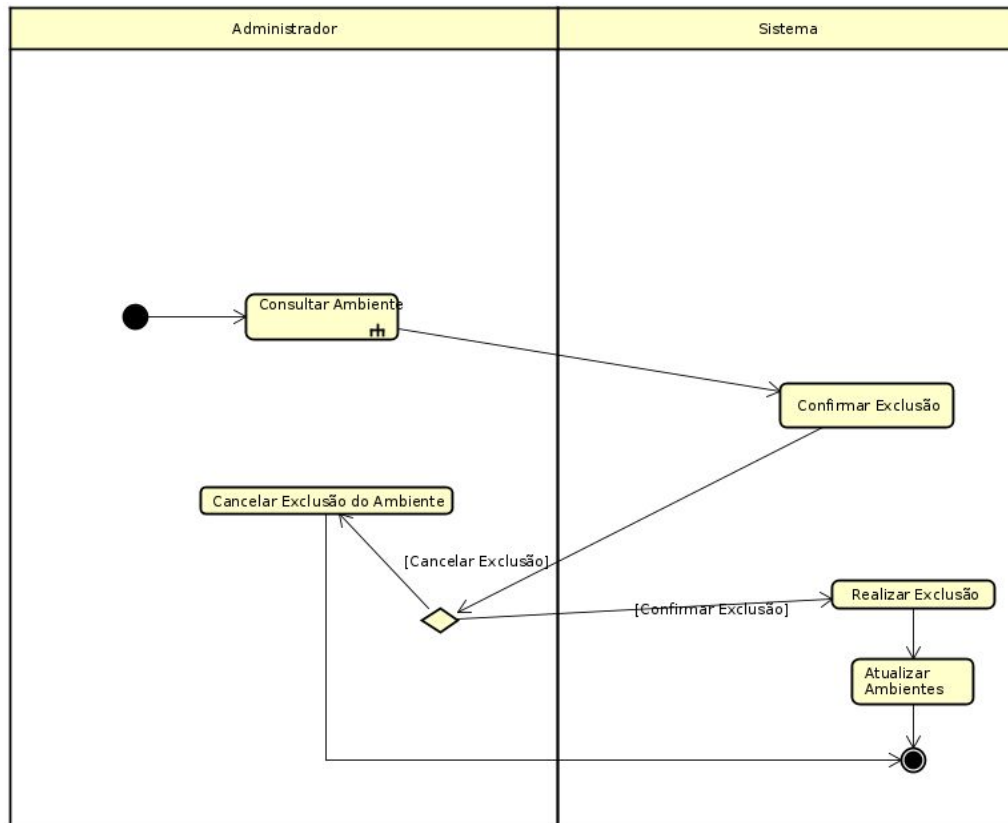 Administrador
Sistema
Consultar Ambiente
Confirmar Exclusão
Cancelar Exclusão do Ambiente
[Cancelar Exclusão]
[Confirmar Exclusão]
Realizar Exclusão
Atualizar
Ambientes